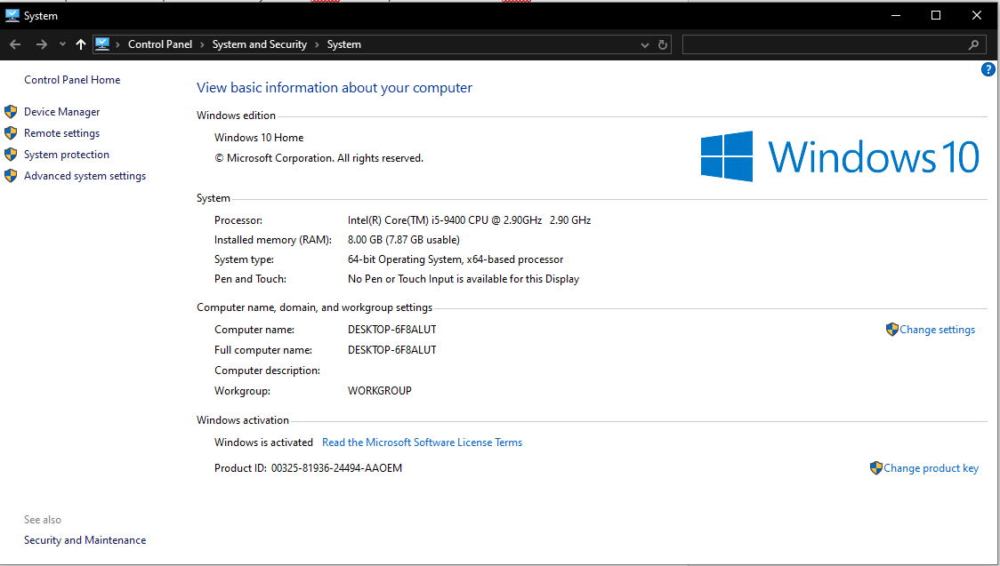 System
Control Panel › System and Security › System
Control Panel Home
Device Manager
Remote settings
System protection
Advanced system settings
View basic information about your computer
Windows edition
Windows 10 Home
© Microsoft Corporation. All rights reserved.
Windows 10
System
Processor: Intel(R) Core(TM) i5-9400 CPU @ 2.90GHz 2.90 GHz
Installed memory (RAM): 8.00 GB (7.87 GB usable)
System type: 64-bit Operating System, x64-based processor
Pen and Touch: No Pen or Touch Input is available for this Display
Computer name, domain, and workgroup settings
Computer name: DESKTOP-6F8ALUT
Change settings
Full computer name: DESKTOP-6F8ALUT
Computer description:
Workgroup: WORKGROUP
Windows activation
Windows is activated Read the Microsoft Software License Terms
Product ID: 00325-81936-24494-AAOEM
Change product key
See also
Security and Maintenance